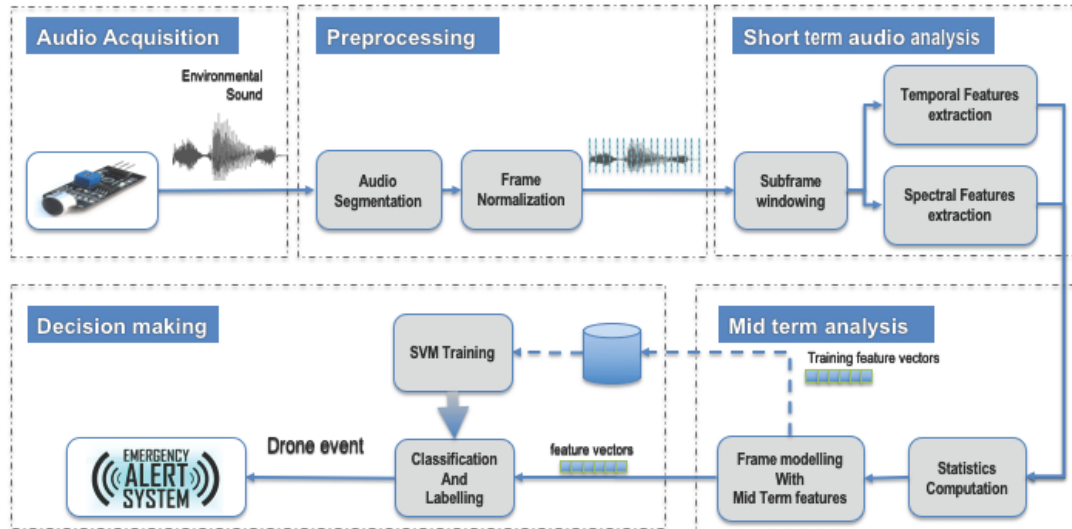 Audio Acquisition
Environmental
Sound
Preprocessing
Audio
Segmentation
Frame
Normalization
Short term audio analysis
Subframe
windowing
Temporal Features
extraction
Spectral Features
extraction
Decision making
SVM Training
Drone event
EMERGENCY
ALERT
SYSTEM
Classification
And
Labelling
feature vectors
Mid term analysis
Training feature vectors
Frame modelling
With
Mid Term features
Statistics
Computation